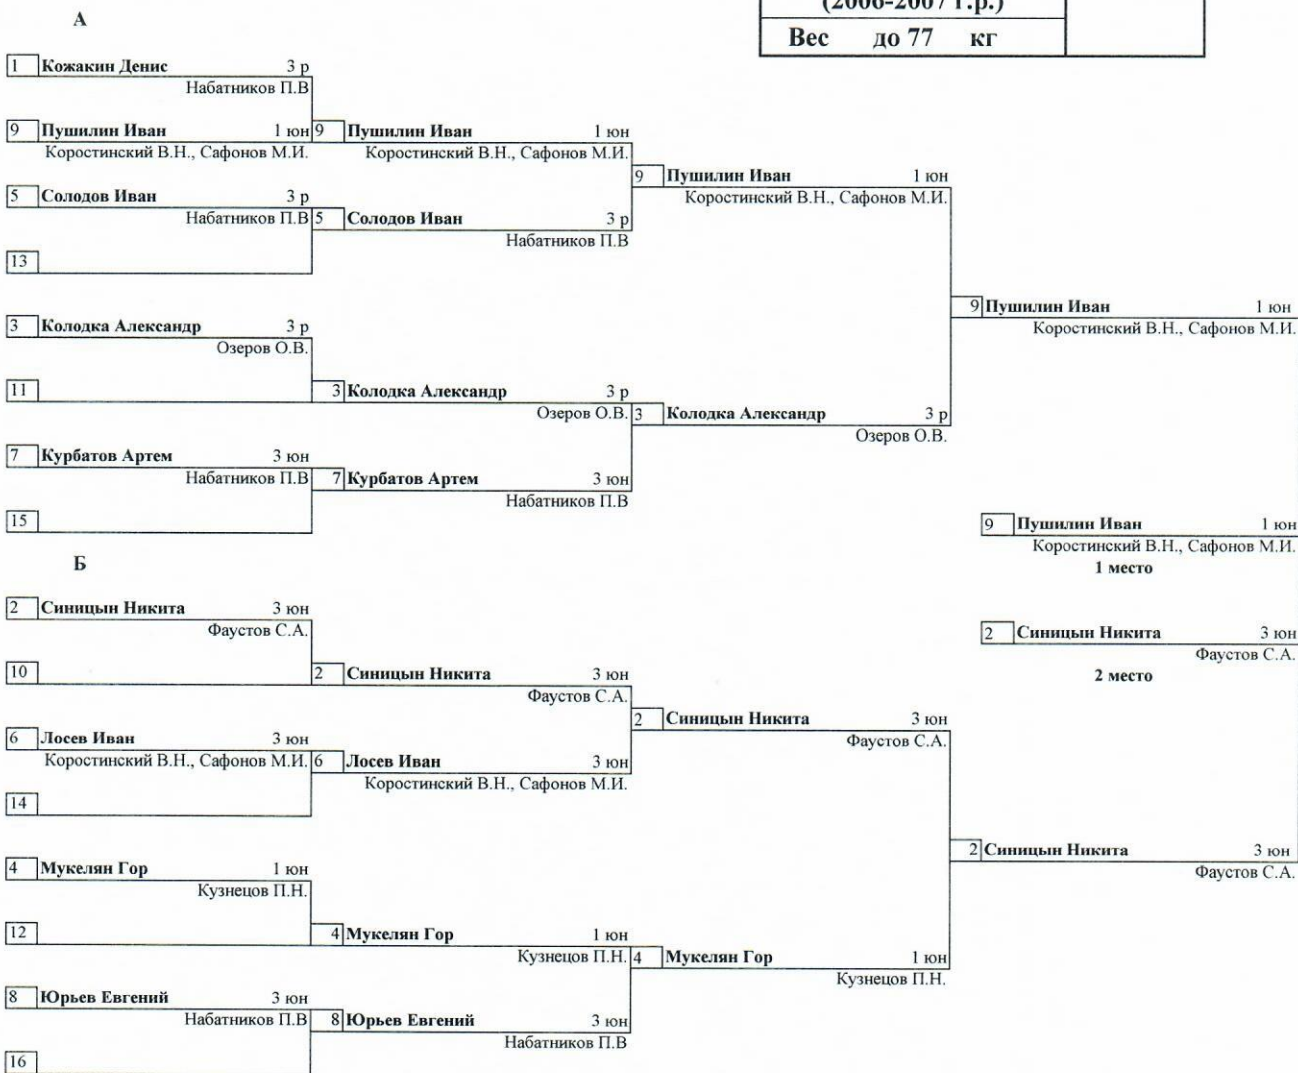 (2006-2007 г.р.)
Вес до 77 кг
А
1 Кожакин Денис 3 р
Набатников П.В
9 Пушилин Иван 1 юн 9 Пушилин Иван 1 юн
Коростинский В.Н., Сафонов М.И. Коростинский В.Н., Сафонов М.И.
9 Пушилин Иван 1 юн
Коростинский В.Н., Сафонов М.И.
5 Солодов Иван 3 р
Набатников П.В 5 Солодов Иван 3 р
Набатников П.В
13
9 Пушилин Иван 1 юн
Коростинский В.Н., Сафонов М.И.
3 Колодка Александр 3 р
Озеров О.В.
11 3 Колодка Александр 3 р
Озеров О.В. 3 Колодка Александр 3 р
Озеров О.В.
7 Курбатов Артем 3 юн
Набатников П.В 7 Курбатов Артем 3 юн
Набатников П.В
15
9 Пушилин Иван 1 юн
Коростинский В.Н., Сафонов М.И.
1 место
Б
2 Синицын Никита 3 юн
Фаустов С.А.
2 Синицын Никита 3 юн
Фаустов С.А.
2 место
10 2 Синицын Никита 3 юн
Фаустов С.А.
2 Синицын Никита 3 юн
Фаустов С.А.
6 Лосев Иван 3 юн
Коростинский В.Н., Сафонов М.И. 6 Лосев Иван 3 юн
Коростинский В.Н., Сафонов М.И.
14
2 Синицын Никита 3 юн
Фаустов С.А.
4 Мукелян Гор 1 юн
Кузнецов П.Н.
12 4 Мукелян Гор 1 юн
Кузнецов П.Н. 4 Мукелян Гор 1 юн
Кузнецов П.Н.
8 Юрьев Евгений 3 юн
Набатников П.В 8 Юрьев Евгений 3 юн
Набатников П.В
16